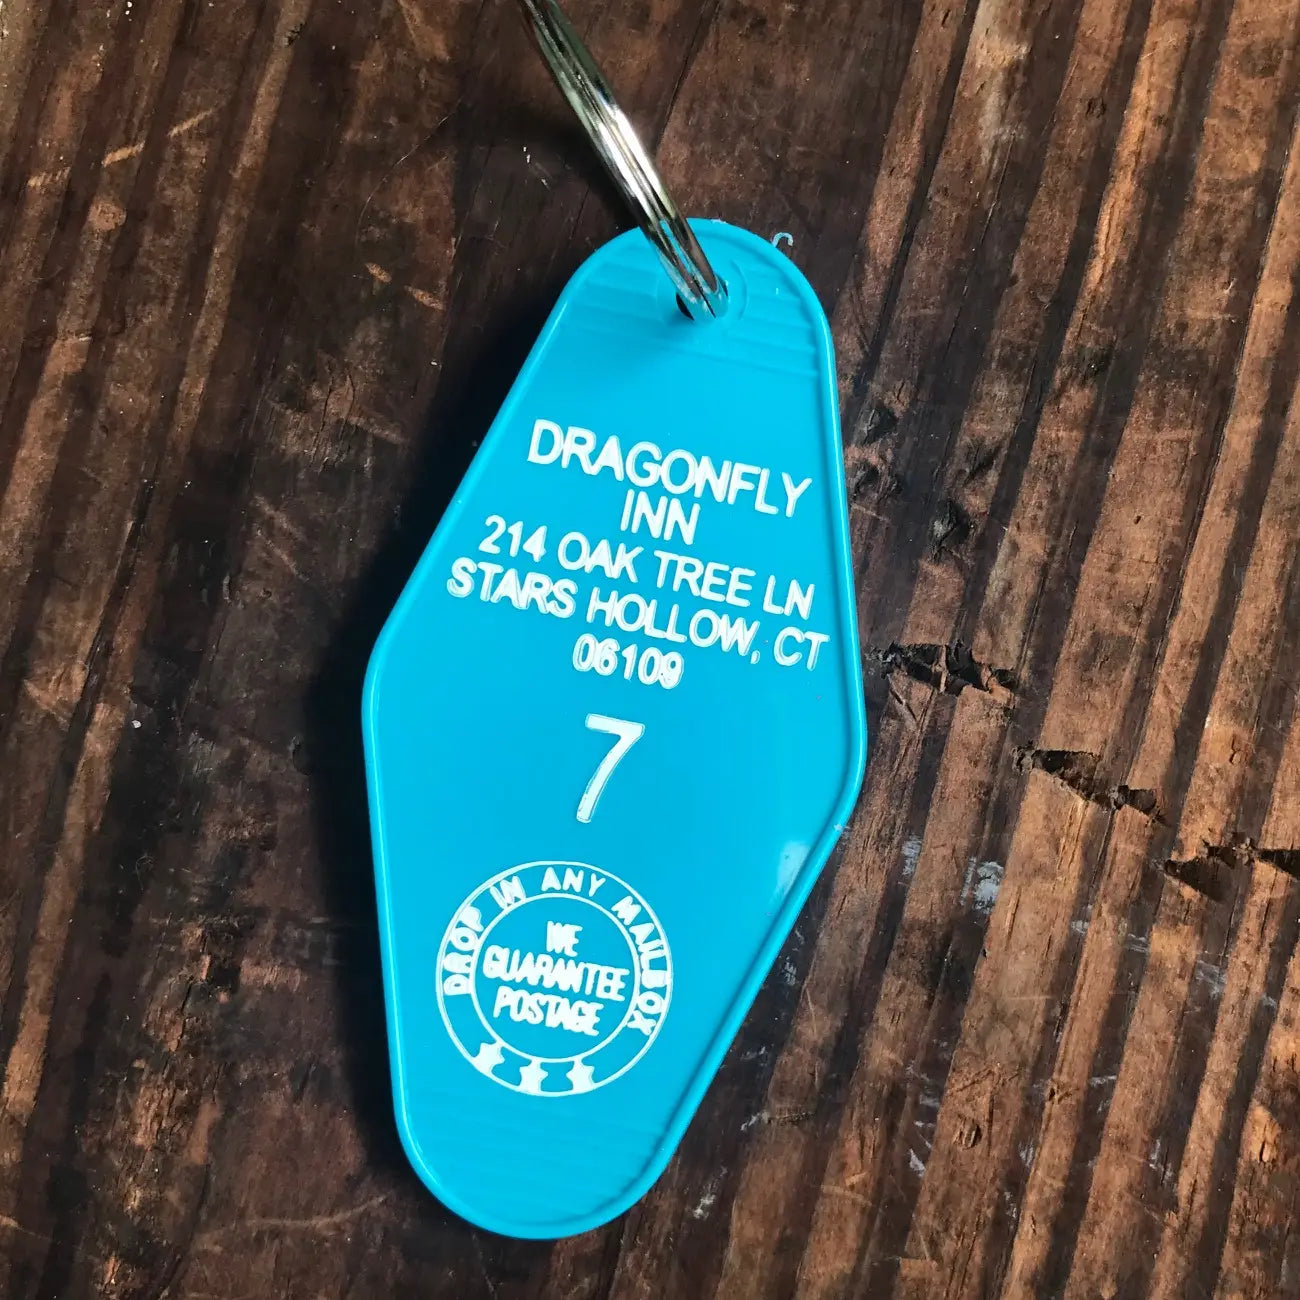 DRAGONFLY
INN
214 OAK TREE LN
STARS HOLLOW, CT
06109
7
DROP IN ANY MAILBOX
WE
GUARANTEE
POSTAGE